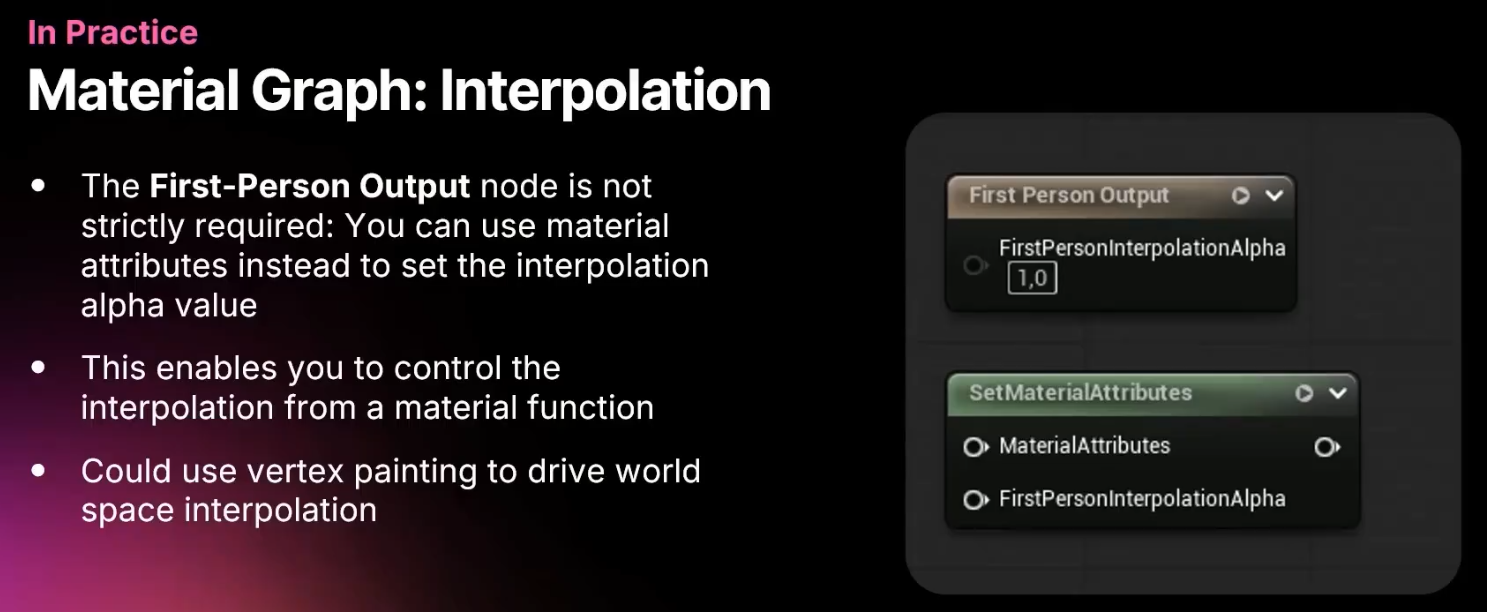 In Practice
Material Graph: Interpolation
• The First-Person Output node is not
strictly required: You can use material
attributes instead to set the interpolation
alpha value
• This enables you to control the
interpolation from a material function
• Could use vertex painting to drive world
space interpolation
First Person Output
FirstPersonInterpolationAlpha
1,0
SetMaterialAttributes
MaterialAttributes
FirstPersonInterpolationAlpha